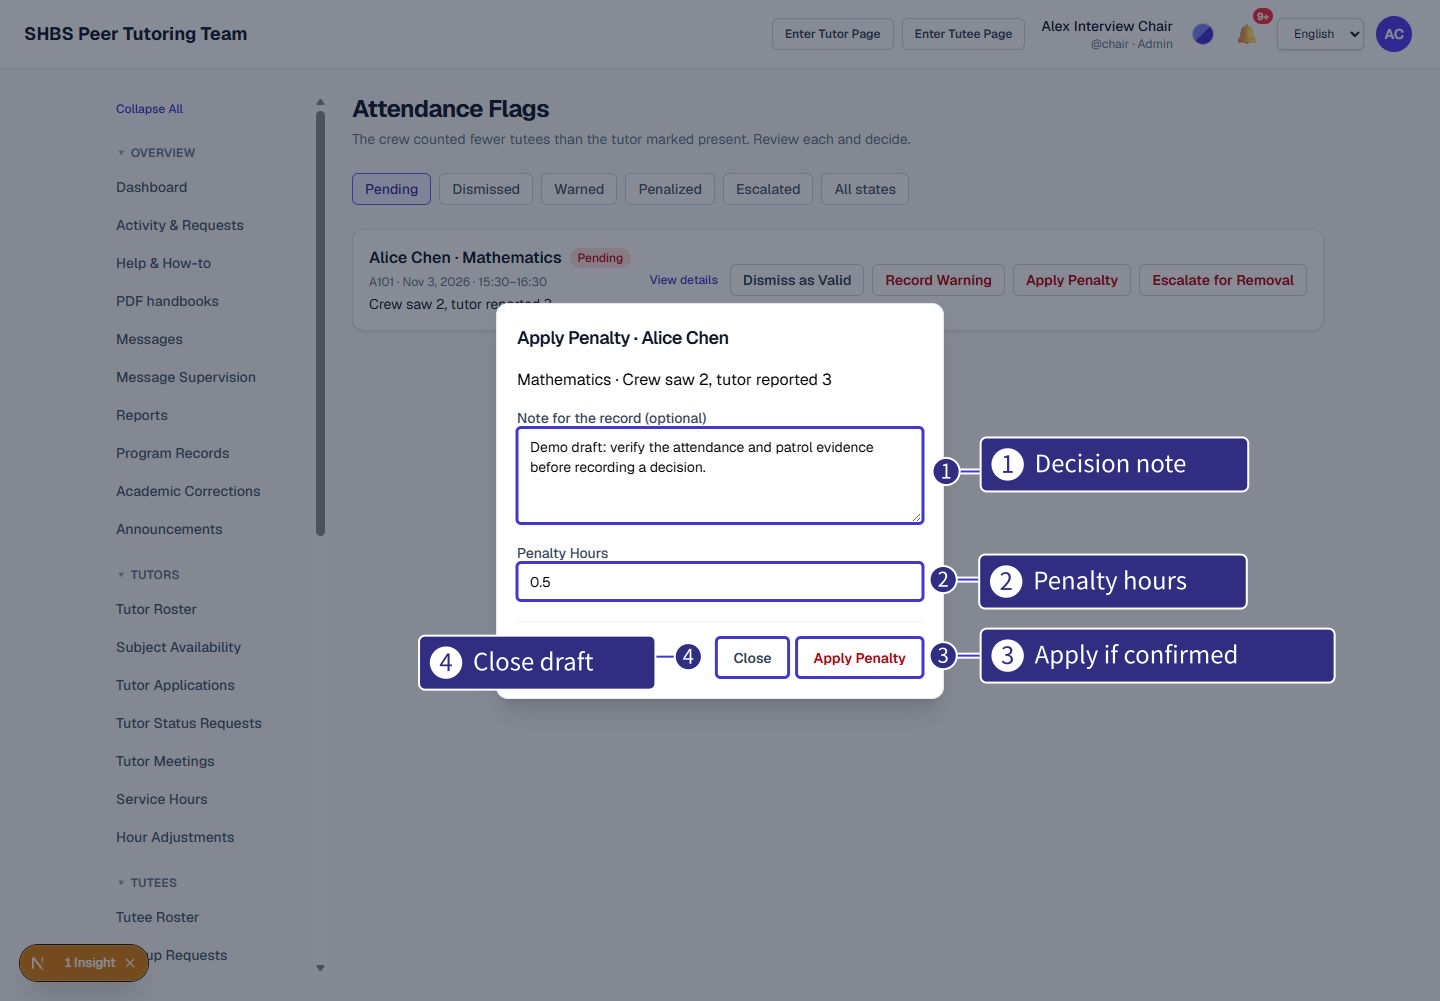 SHBS Peer Tutoring Team
Enter Tutor Page
Enter Tutee Page
Alex Interview Chair
@chair · Admin
9+
English
AC
Collapse All
OVERVIEW
Dashboard
Activity & Requests
Help & How-to
PDF handbooks
Messages
Message Supervision
Reports
Program Records
Academic Corrections
Announcements
TUTORS
Tutor Roster
Subject Availability
Tutor Applications
Tutor Status Requests
Tutor Meetings
Service Hours
Hour Adjustments
TUTEES
Tutee Roster
up Requests
N 1 Insight ×
Attendance Flags
The crew counted fewer tutees than the tutor marked present. Review each and decide.
Pending
Dismissed
Warned
Penalized
Escalated
All states
Alice Chen · Mathematics Pending
A101 · Nov 3, 2026 · 15:30–16:30
Crew saw 2, tutor reported 3
View details
Dismiss as Valid
Record Warning
Apply Penalty
Escalate for Removal
Apply Penalty · Alice Chen
Mathematics · Crew saw 2, tutor reported 3
Note for the record (optional)
Demo draft: verify the attendance and patrol evidence
before recording a decision.
1 1 Decision note
Penalty Hours
0.5
2 2 Penalty hours
4 Close draft 4
Close
Apply Penalty
3 3 Apply if confirmed